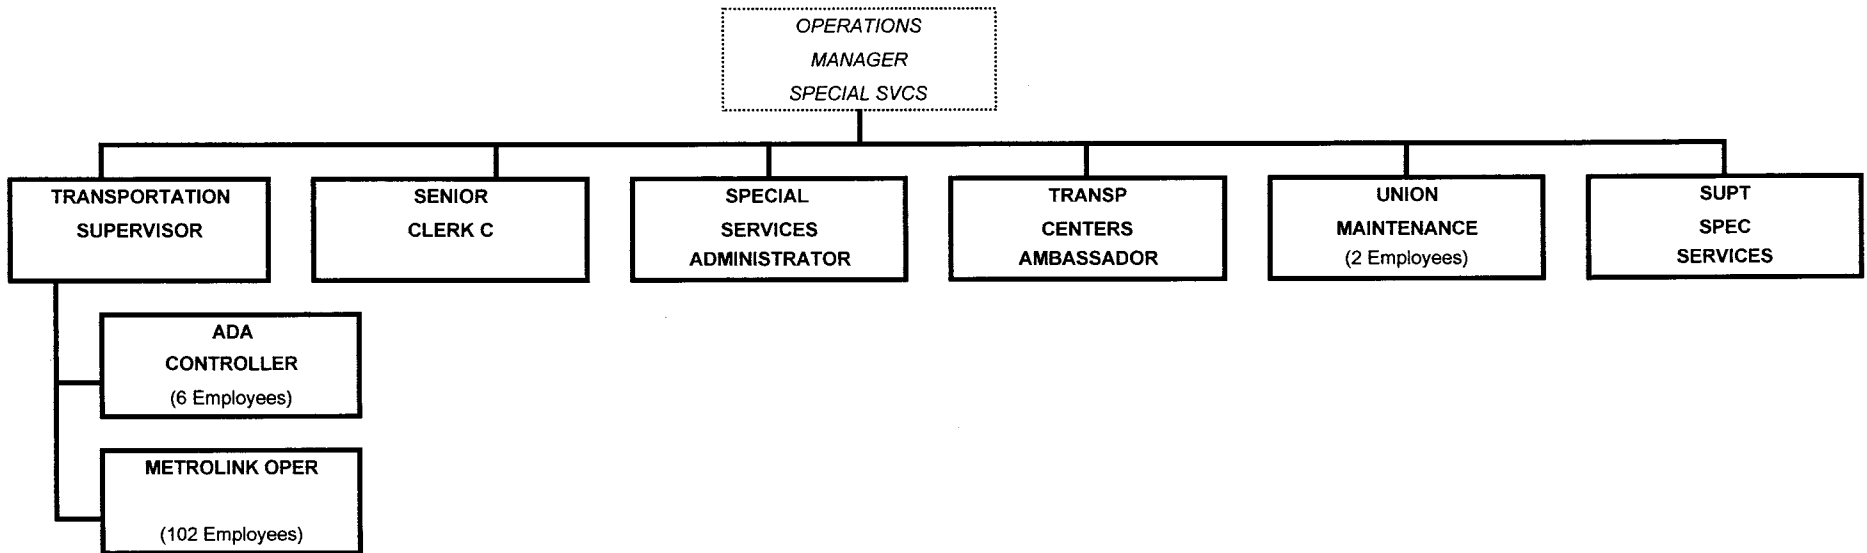 OPERATIONS
MANAGER
SPECIAL SVCS
TRANSPORTATION
SUPERVISOR
SENIOR
CLERK C
SPECIAL
SERVICES
ADMINISTRATOR
TRANSP
CENTERS
AMBASSADOR
UNION
MAINTENANCE
(2 Employees)
SUPT
SPEC
SERVICES
ADA
CONTROLLER
(6 Employees)
METROLINK OPER
(102 Employees)